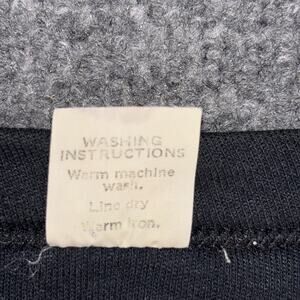 WASHING
INSTRUCTIONS
Warm machine
wash.
Line dry
Warm iron.